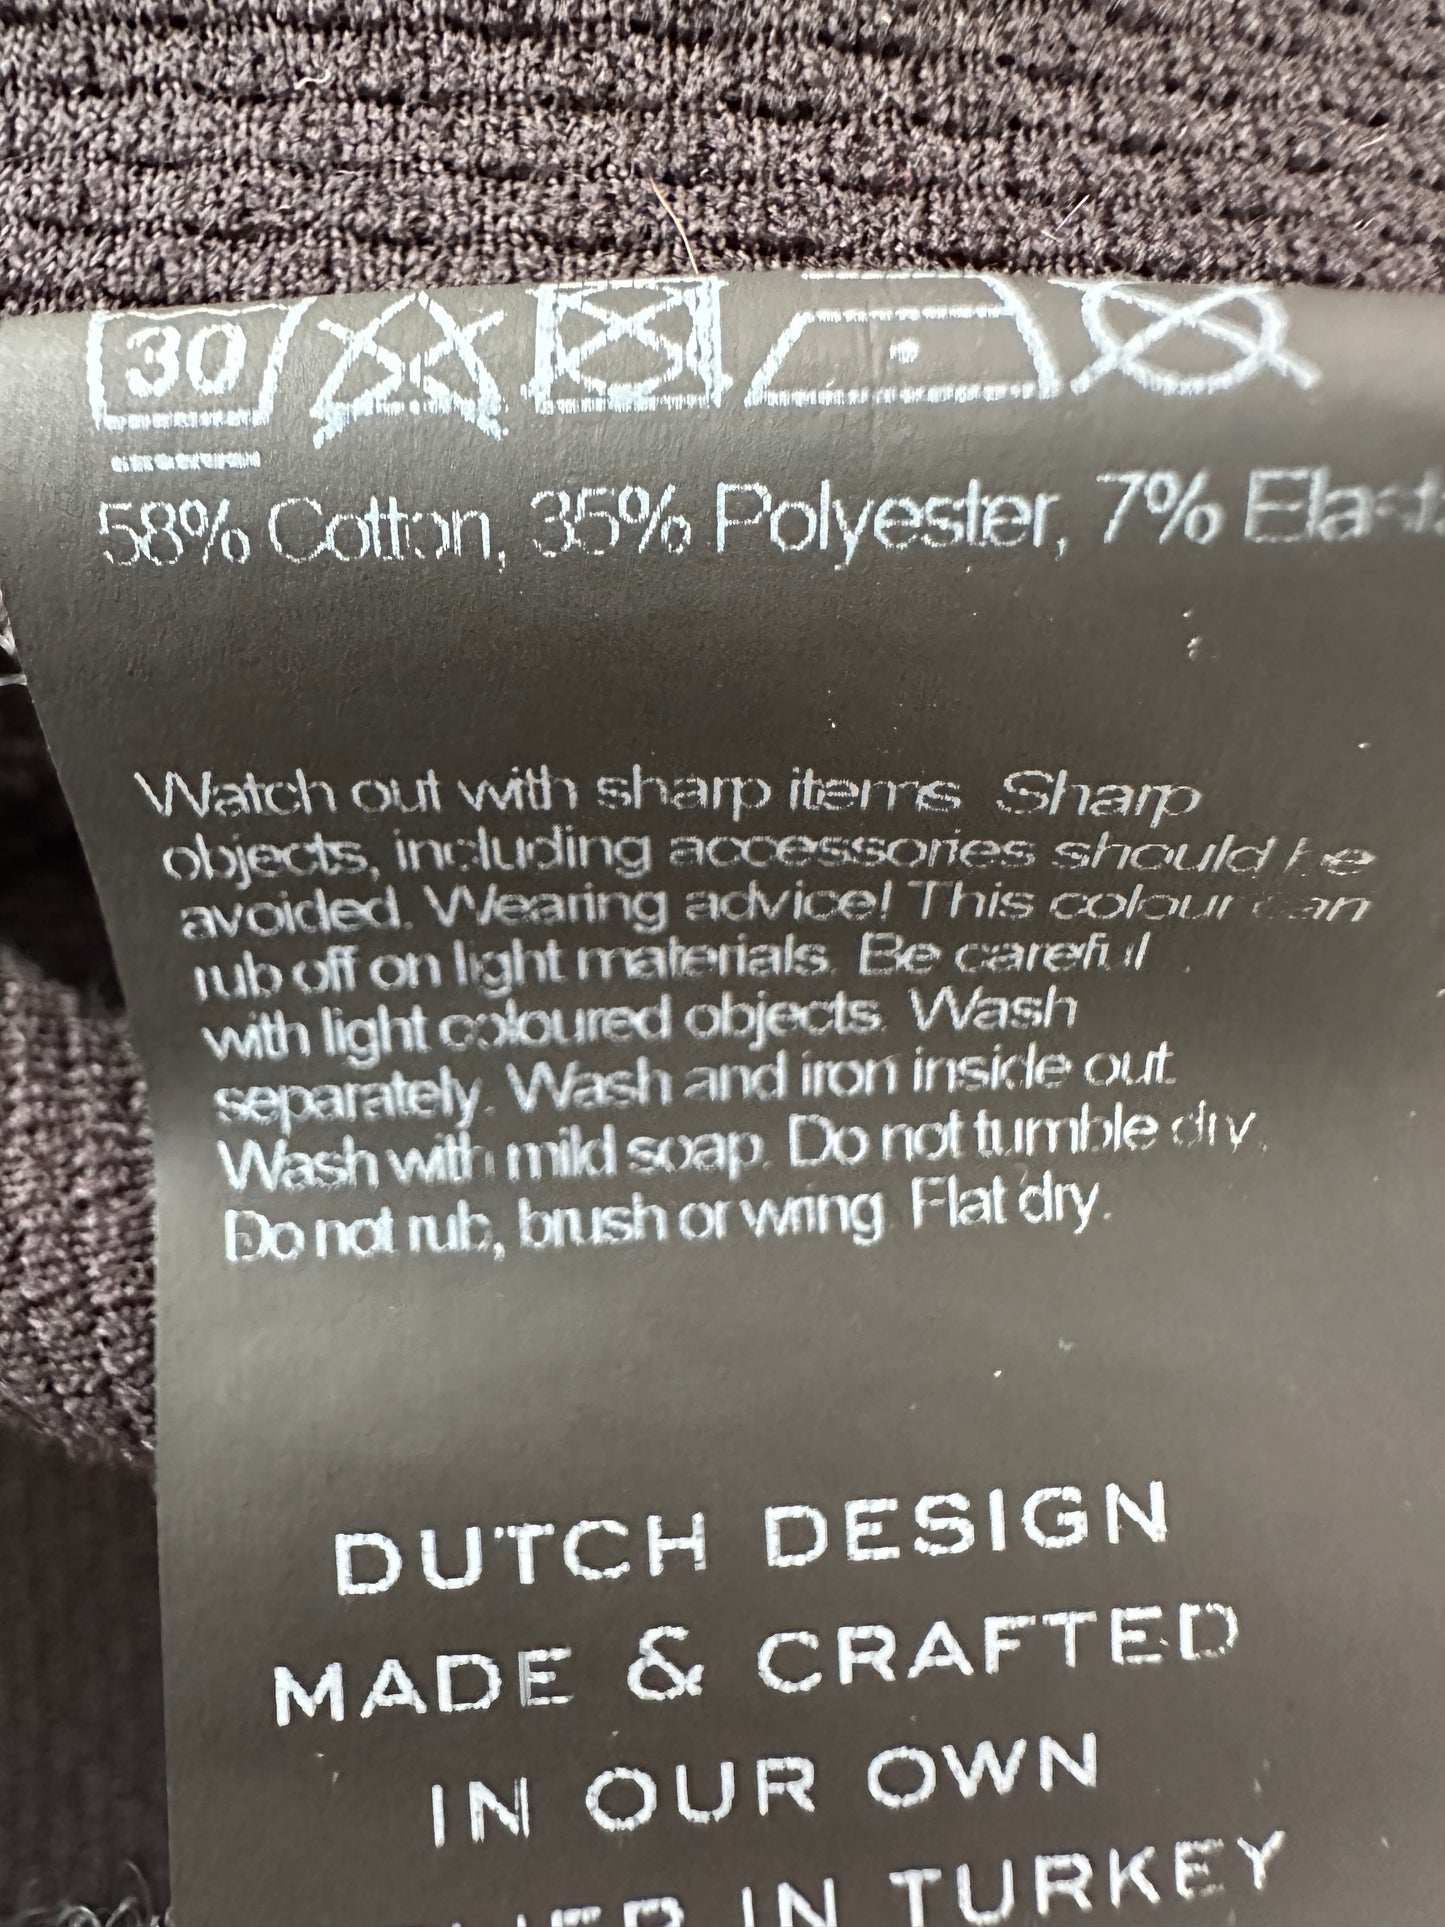 30
58% Cotton, 35% Polyester, 7%
Watch out with sharp items. Sharp
objects, including accessories should be
avoided. Wearing advice! This colour can
rub off on light materials. Be careful
with light coloured objects. Wash
separately. Wash and iron inside out.
Wash with mild soap. Do not tumble dry.
Do not rub, brush or wring. Flat dry.
DUTCH DESIGN
MADE & CRAFTED
IN OUR OWN
IN TURKEY